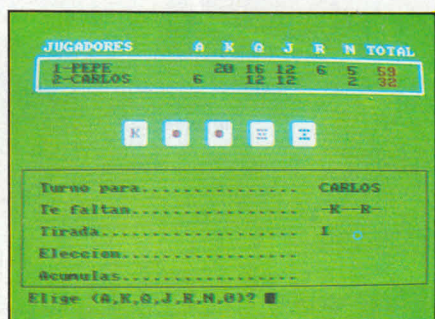 JUGADORES A K Q J R N TOTAL
1-PEPE 20 16 12 6 5 59
2-CARLOS 6 12 12 2 32
K
Turno para................... CARLOS
Te faltan.................... -K--R-
Tirada....................... 1
Eleccion.....................
Acumulas.....................
Elige (A,K,Q,J,R,N,0)?